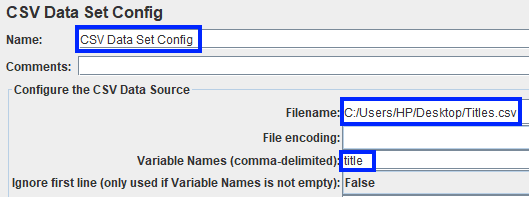 CSV Data Set Config
Name: CSV Data Set Config
Comments:
Configure the CSV Data Source
Filename: C:/Users/HP/Desktop/Titles.csv
File encoding:
Variable Names (comma-delimited): title
Ignore first line (only used if Variable Names is not empty): False